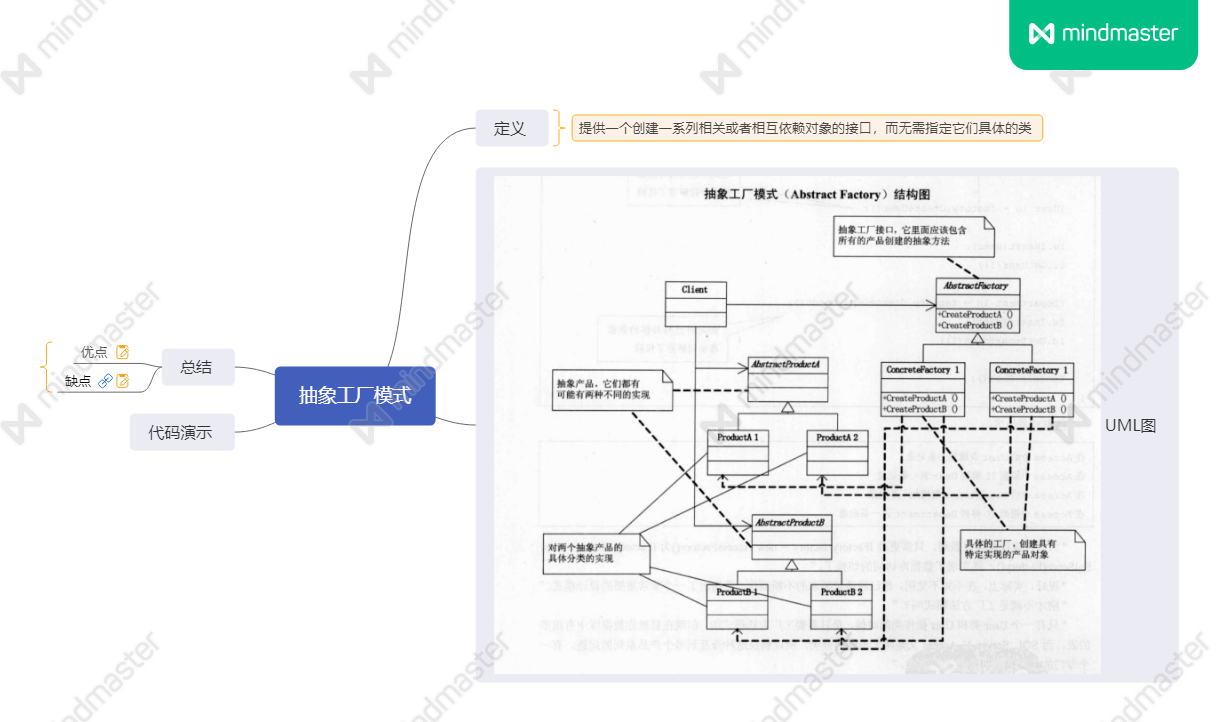 mindmaster
定义
提供一个创建一系列相关或者相互依赖对象的接口，而无需指定它们具体的类
抽象工厂模式（Abstract Factory）结构图
抽象工厂接口，它里面应该包含
所有的产品创建的抽象方法
Client
AbstractFactory
+CreateProductA ()
+CreateProductB ()
AbstractProductA
ConcreteFactory 1
+CreateProductA ()
+CreateProductB ()
ConcreteFactory 1
+CreateProductA ()
+CreateProductB ()
抽象产品，它们都有
可能有两种不同的实现
ProductA 1
ProductA 2
UML图
AbstractProductB
对两个抽象产品的
具体分类的实现
具体的工厂，创建具有
特定实现的产品对象
ProductB 1
ProductB 2
优点
缺点
总结
抽象工厂模式
代码演示
mindmaster
mindmaster
mindmaster
mindmaster
mindmaster
mindmaster
mindmaster